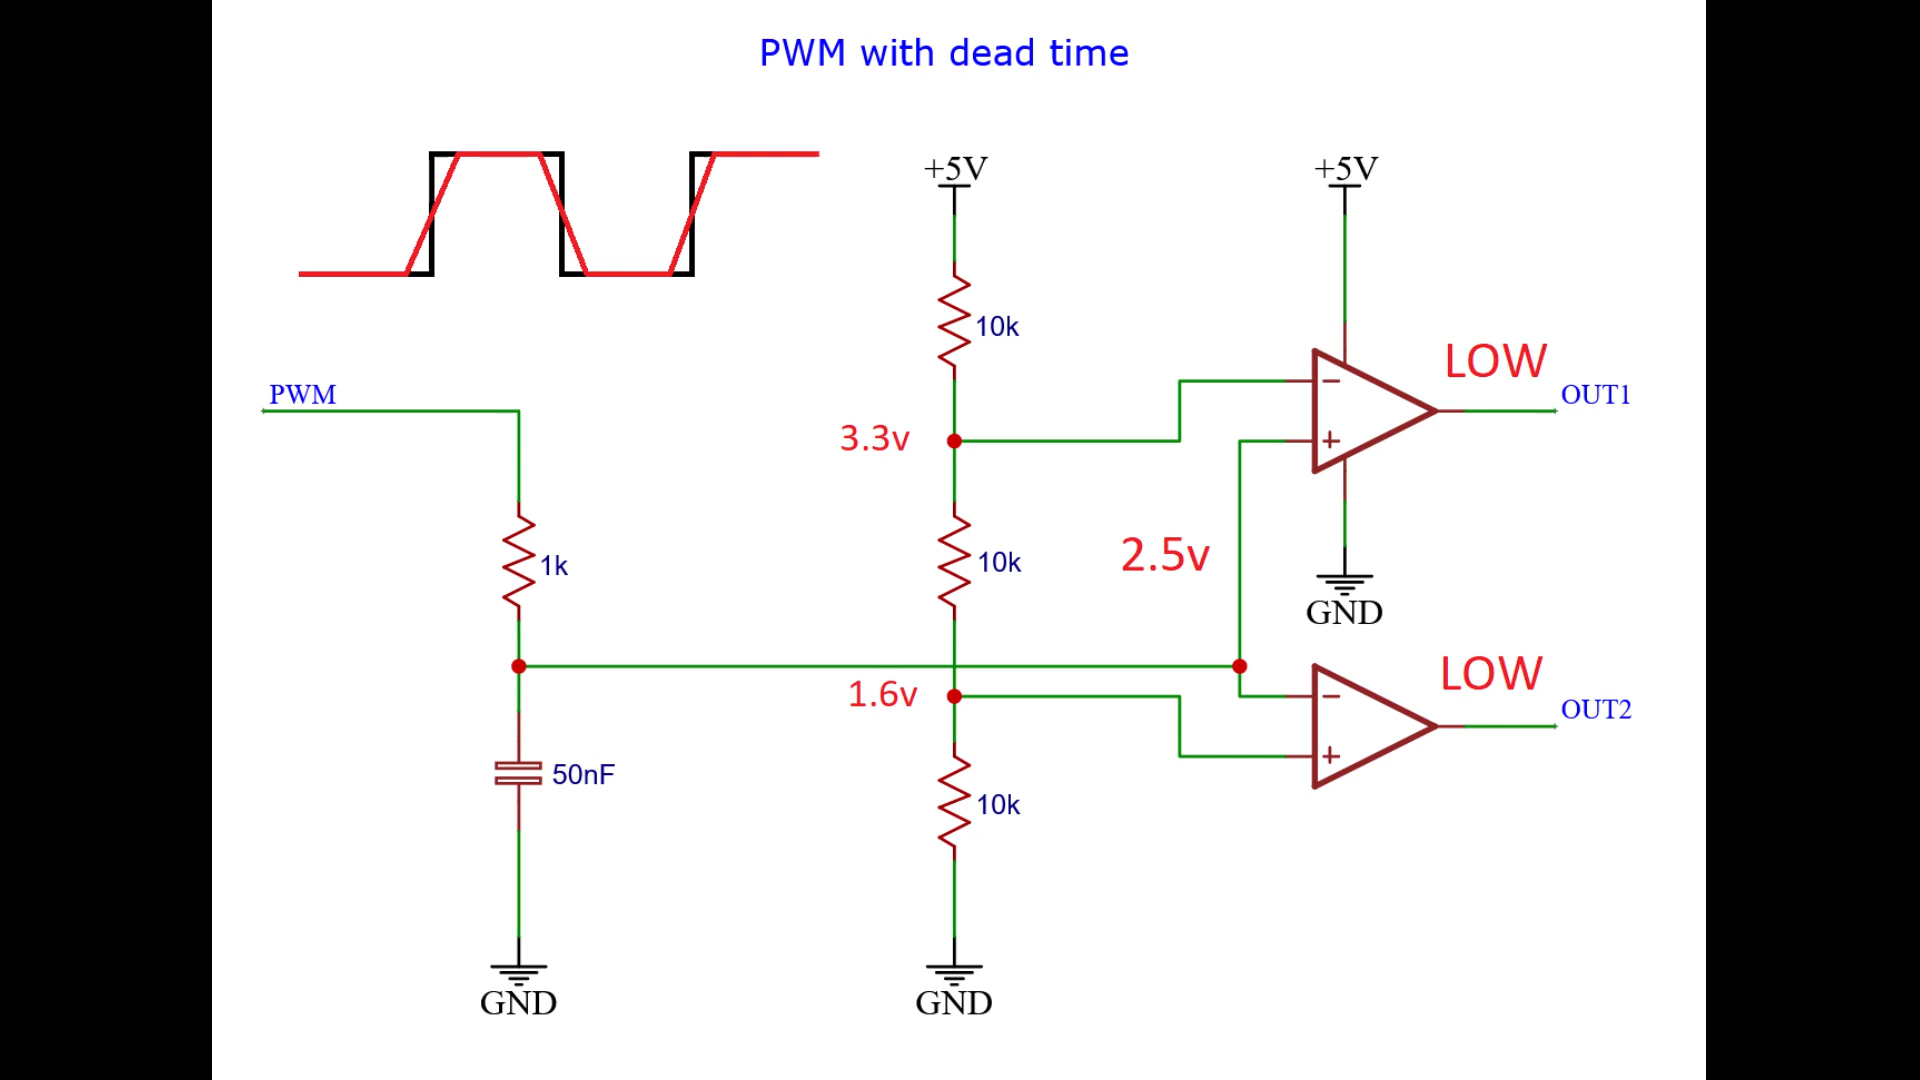 PWM with dead time
+5V
+5V
10k
LOW
OUT1
PWM
3.3v
−
+
1k
10k
2.5v
GND
LOW
OUT2
1.6v
−
+
50nF
10k
GND
GND